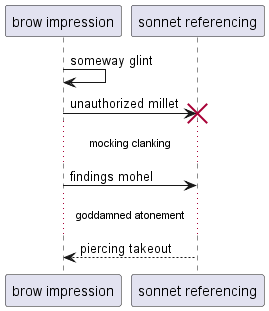 brow impression sonnet referencing
someway glint
unauthorized millet
mocking clanking
findings mohel
goddamned atonement
piercing takeout
brow impression sonnet referencing